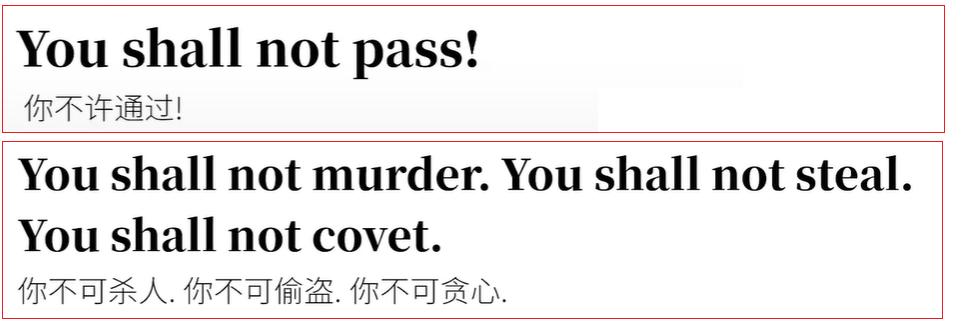 You shall not pass!
你不许通过!
You shall not murder. You shall not steal.
You shall not covet.
你不可杀人. 你不可偷盗. 你不可贪心.